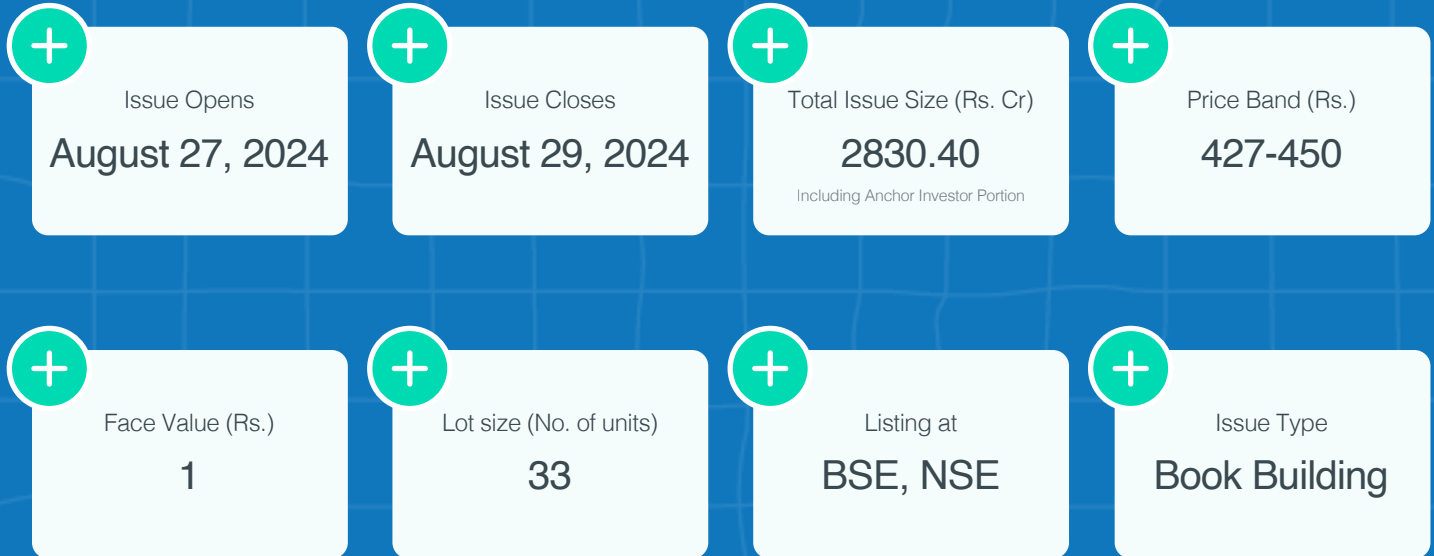 Issue Opens
August 27, 2024
Issue Closes
August 29, 2024
Total Issue Size (Rs. Cr)
2830.40
Including Anchor Investor Portion
Price Band (Rs.)
427-450
Face Value (Rs.)
1
Lot size (No. of units)
33
Listing at
BSE, NSE
Issue Type
Book Building